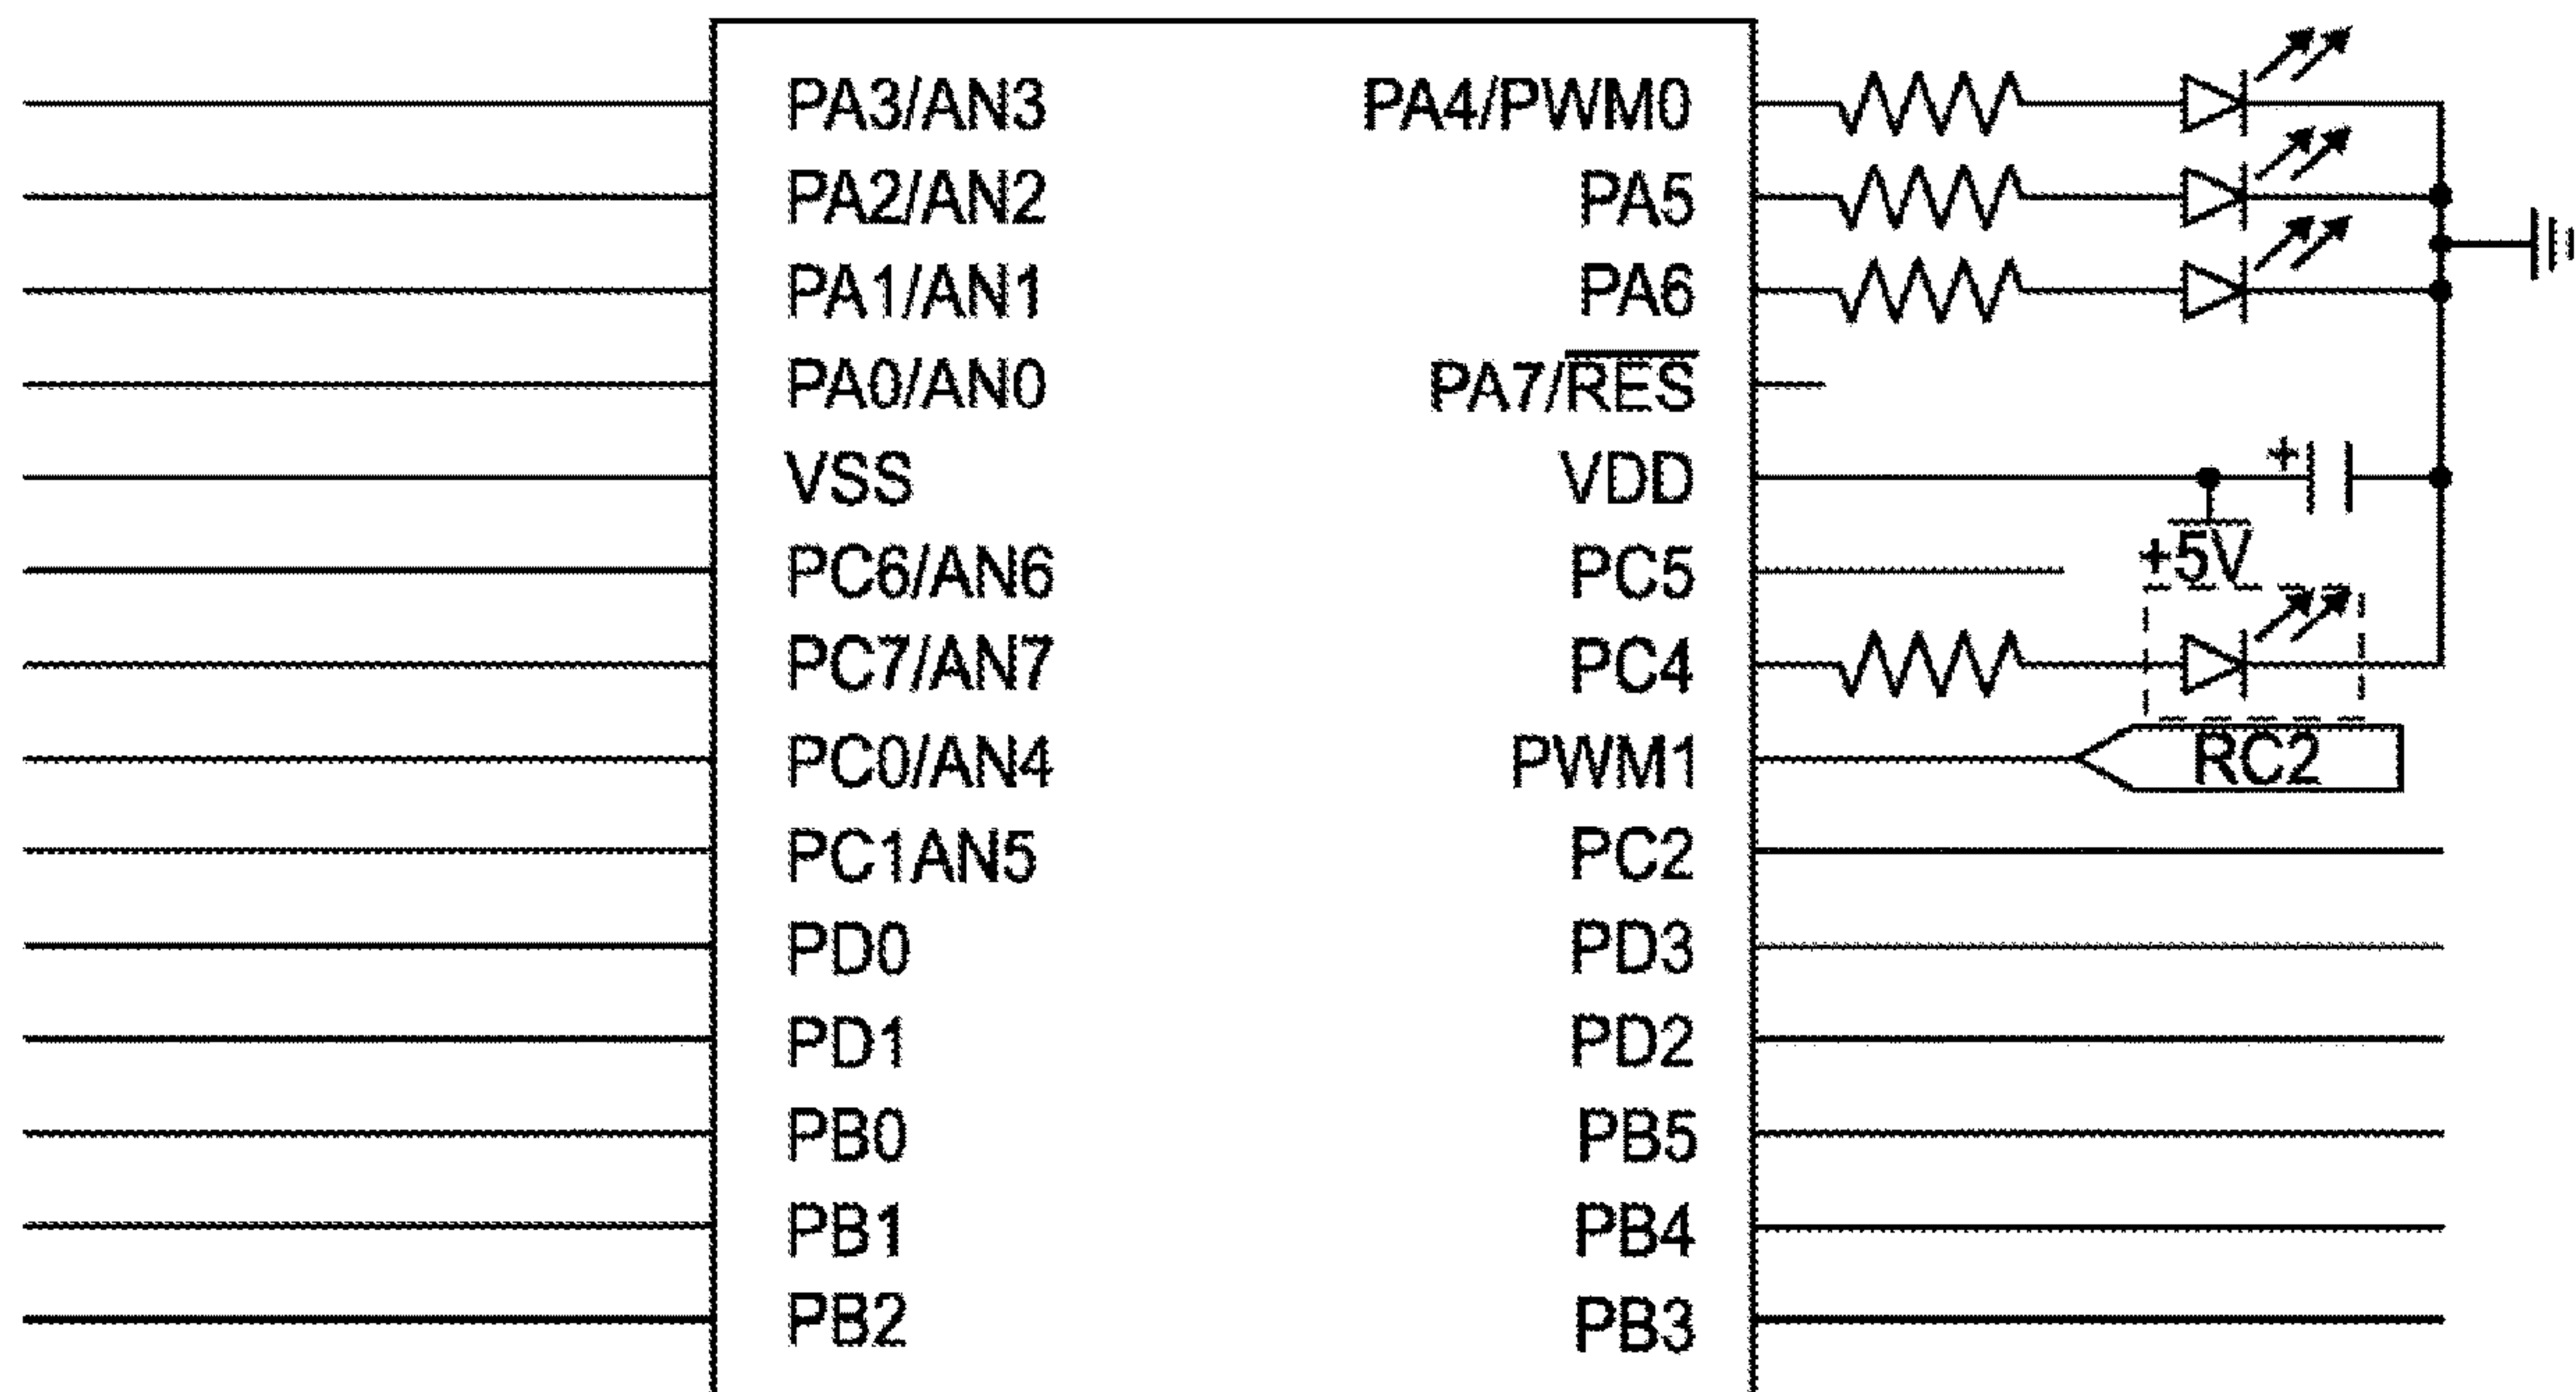 PA3/AN3 PA4/PWM0
PA2/AN2 PA5
PA1/AN1 PA6
PA0/AN0 PA7/RES
VSS VDD +
PC6/AN6 PC5 +5V
PC7/AN7 PC4
PC0/AN4 PWM1 RC2
PC1AN5 PC2
PD0 PD3
PD1 PD2
PB0 PB5
PB1 PB4
PB2 PB3